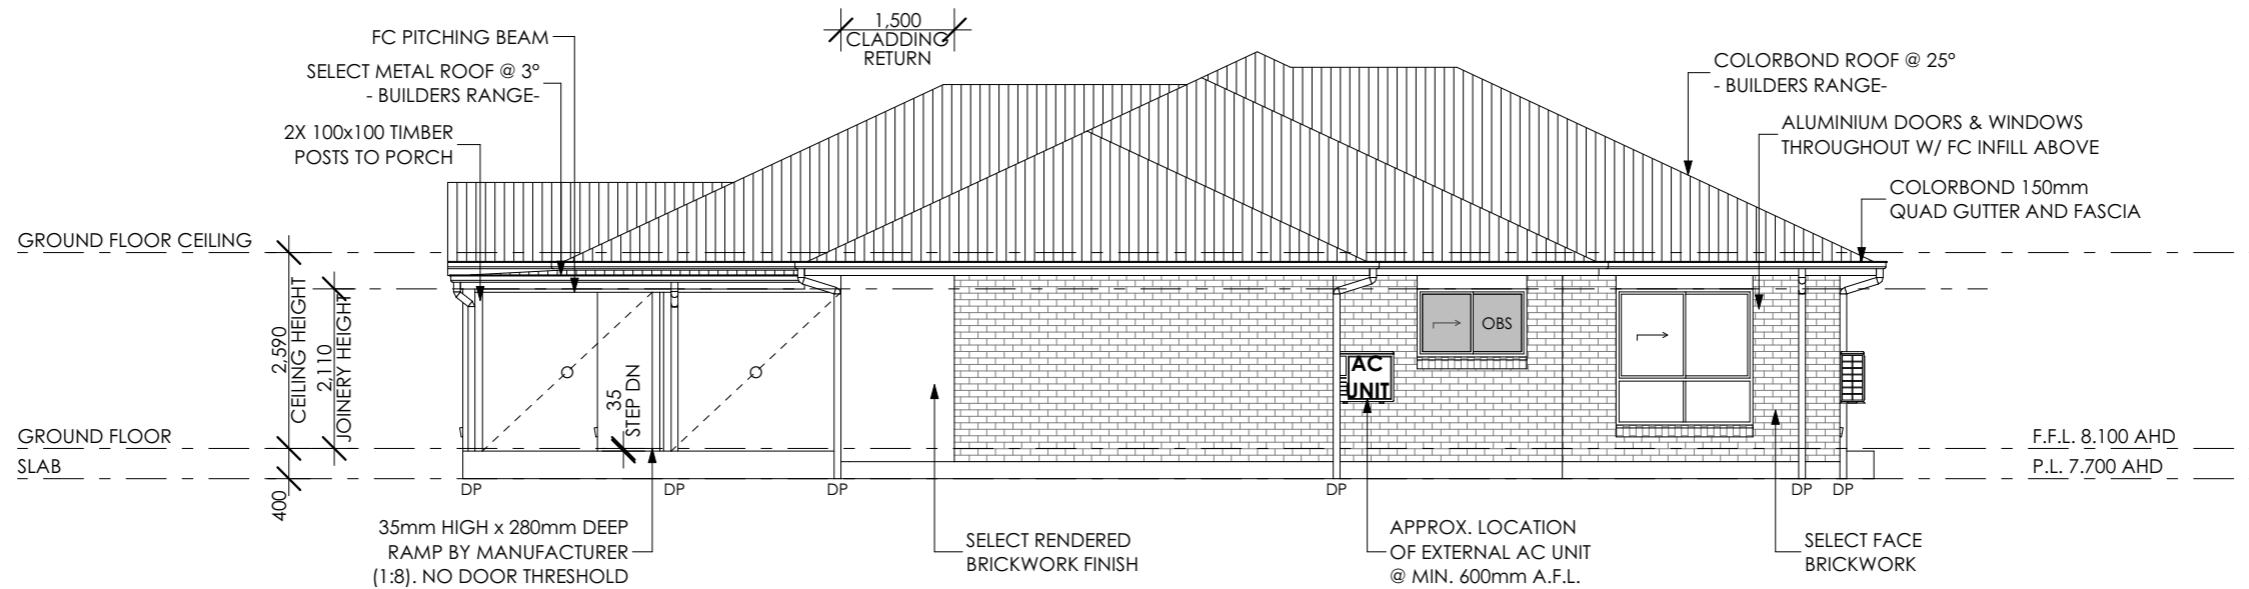 1,500
CLADDING
RETURN
FC PITCHING BEAM
SELECT METAL ROOF @ 3°
- BUILDERS RANGE-
2X 100x100 TIMBER
POSTS TO PORCH
COLORBOND ROOF @ 25°
- BUILDERS RANGE-
ALUMINIUM DOORS & WINDOWS
THROUGHOUT W/ FC INFILL ABOVE
COLORBOND 150mm
QUAD GUTTER AND FASCIA
GROUND FLOOR CEILING
2,590
CEILING HEIGHT
2,110
JOINERY HEIGHT
35
STEP DN
OBS
AC
UNIT
GROUND FLOOR
SLAB
400
F.F.L. 8.100 AHD
P.L. 7.700 AHD
DP
DP
DP
DP
DP
DP
35mm HIGH x 280mm DEEP
RAMP BY MANUFACTURER
(1:8). NO DOOR THRESHOLD
SELECT RENDERED
BRICKWORK FINISH
APPROX. LOCATION
OF EXTERNAL AC UNIT
@ MIN. 600mm A.F.L.
SELECT FACE
BRICKWORK